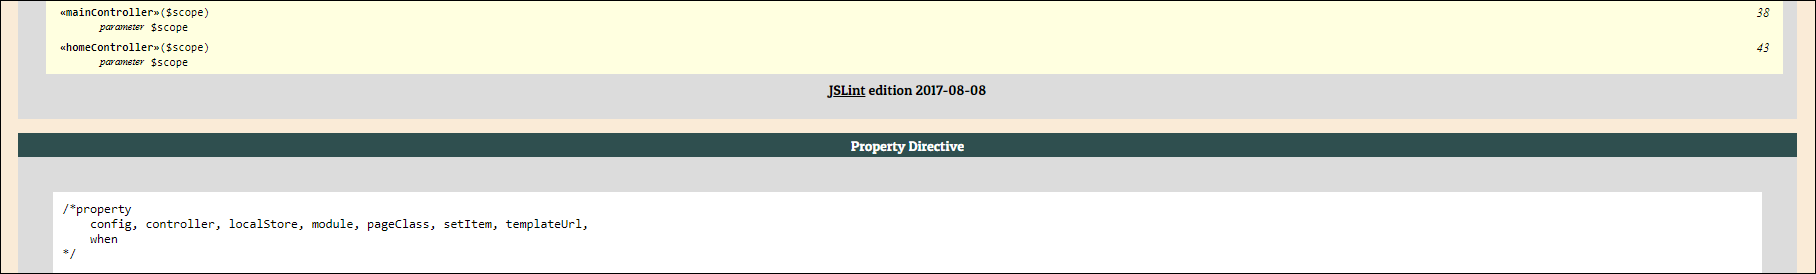 «mainController»($scope) 38
parameter $scope
«homeController»($scope) 43
parameter $scope
JSLint edition 2017-08-08
Property Directive
/*property
    config, controller, localStore, module, pageClass, setItem, templateUrl,
    when
*/